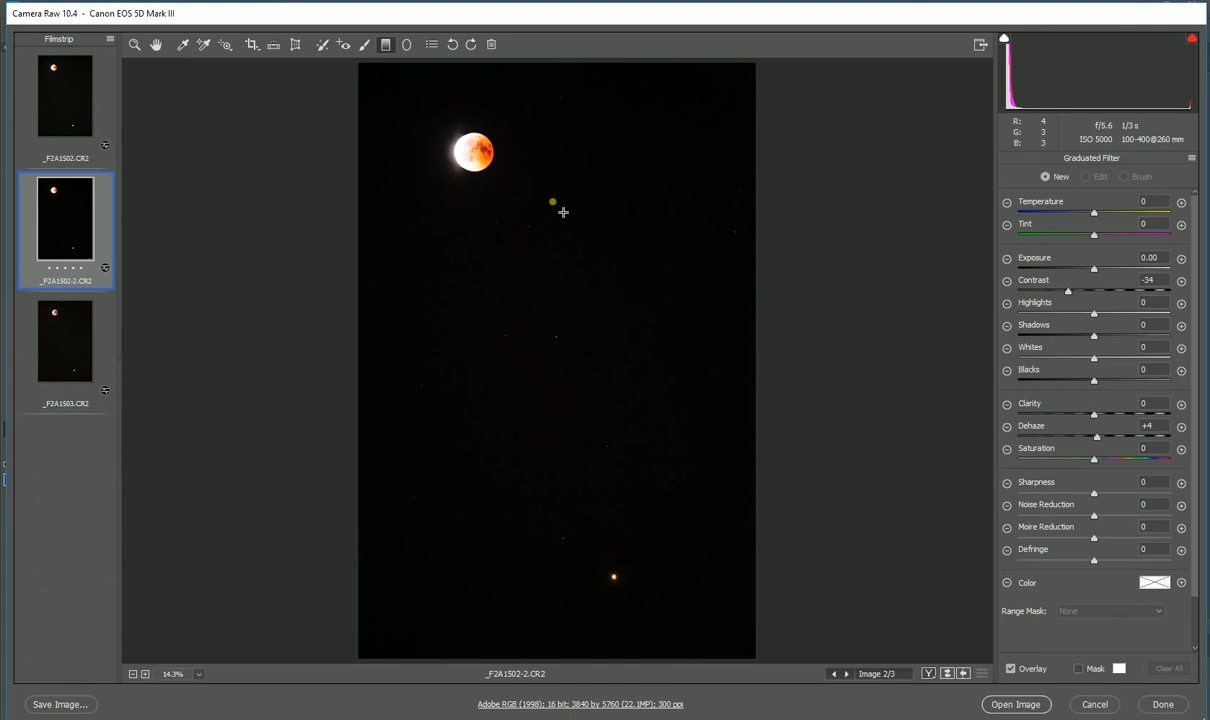 Camera Raw 10.4 - Canon EOS 5D Mark III
Filmstrip
_F2A1502.CR2
_F2A1502-2.CR2
_F2A1503.CR2
R: 4
G: 3
B: 3
f/5.6 1/3 s
ISO 5000 100-400@260 mm
Graduated Filter
New Edit Brush
Temperature 0
Tint 0
Exposure 0.00
Contrast -34
Highlights 0
Shadows 0
Whites 0
Blacks 0
Clarity 0
Dehaze +4
Saturation 0
Sharpness 0
Noise Reduction 0
Moire Reduction 0
Defringe 0
Color
Range Mask: None
Overlay Mask Clear All
14.3% _F2A1502-2.CR2 Image 2/3 Y
Save Image... Adobe RGB (1998); 16 bit; 3840 by 5760 (22.1MP); 300 ppi Open Image Cancel Done